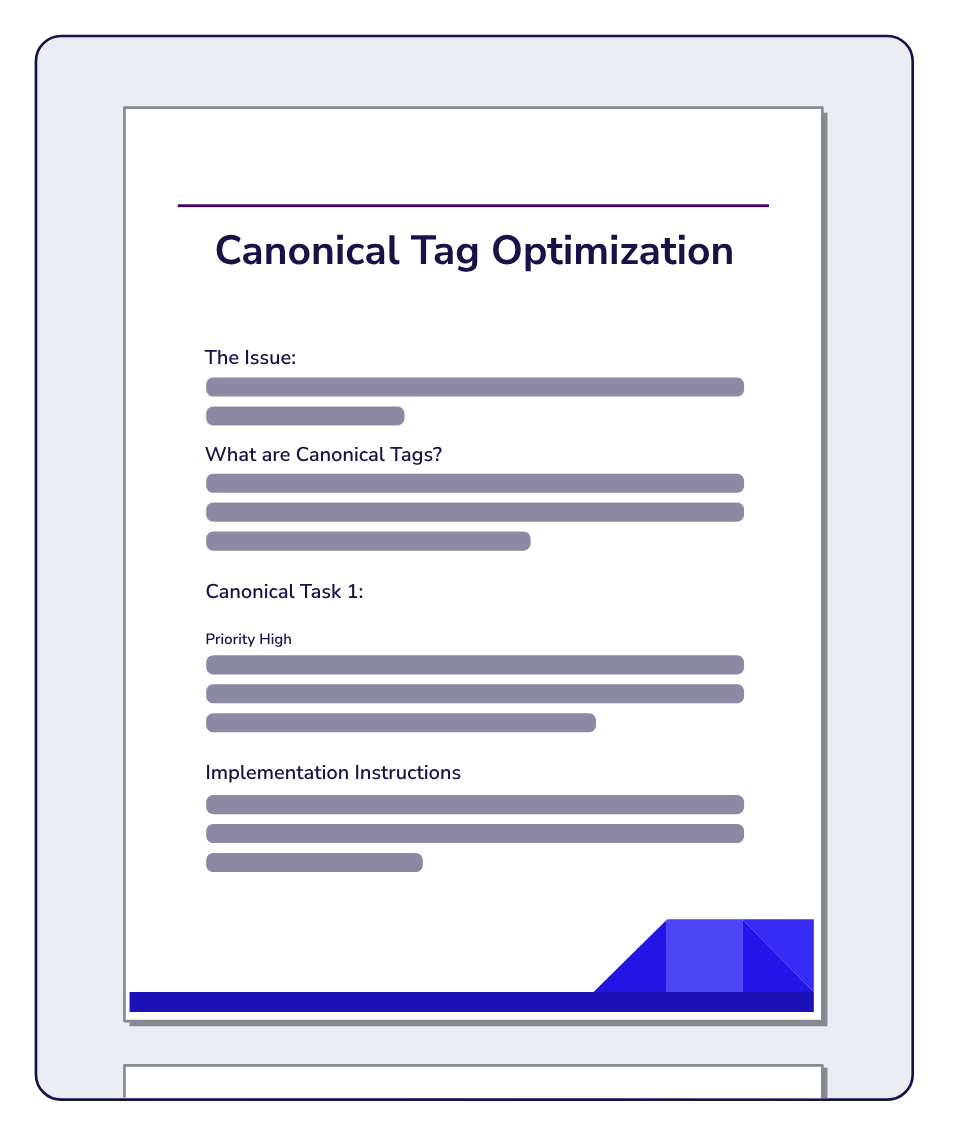 Canonical Tag Optimization
The Issue:
What are Canonical Tags?
Canonical Task 1:
Priority High
Implementation Instructions